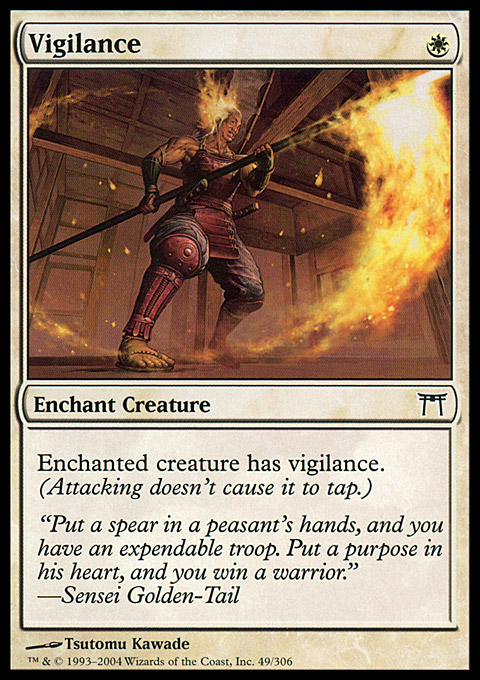 Vigilance
Enchant Creature
Enchanted creature has vigilance.
(Attacking doesn't cause it to tap.)
“Put a spear in a peasant's hands, and you
have an expendable troop. Put a purpose in
his heart, and you win a warrior.”
—Sensei Golden-Tail
Tsutomu Kawade
™ & © 1993–2004 Wizards of the Coast, Inc. 49/306